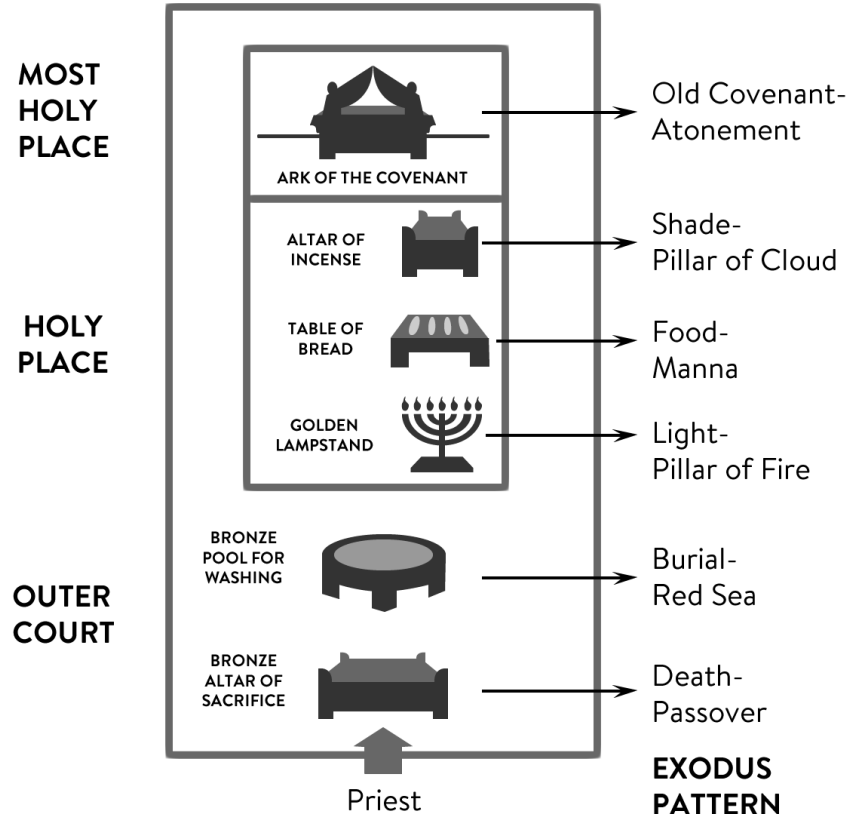 MOST
HOLY
PLACE
ARK OF THE COVENANT
Old Covenant-
Atonement
HOLY
PLACE
ALTAR OF
INCENSE
Shade-
Pillar of Cloud
TABLE OF
BREAD
Food-
Manna
GOLDEN
LAMPSTAND
Light-
Pillar of Fire
OUTER
COURT
BRONZE
POOL FOR
WASHING
Burial-
Red Sea
BRONZE
ALTAR OF
SACRIFICE
Death-
Passover
Priest
EXODUS
PATTERN